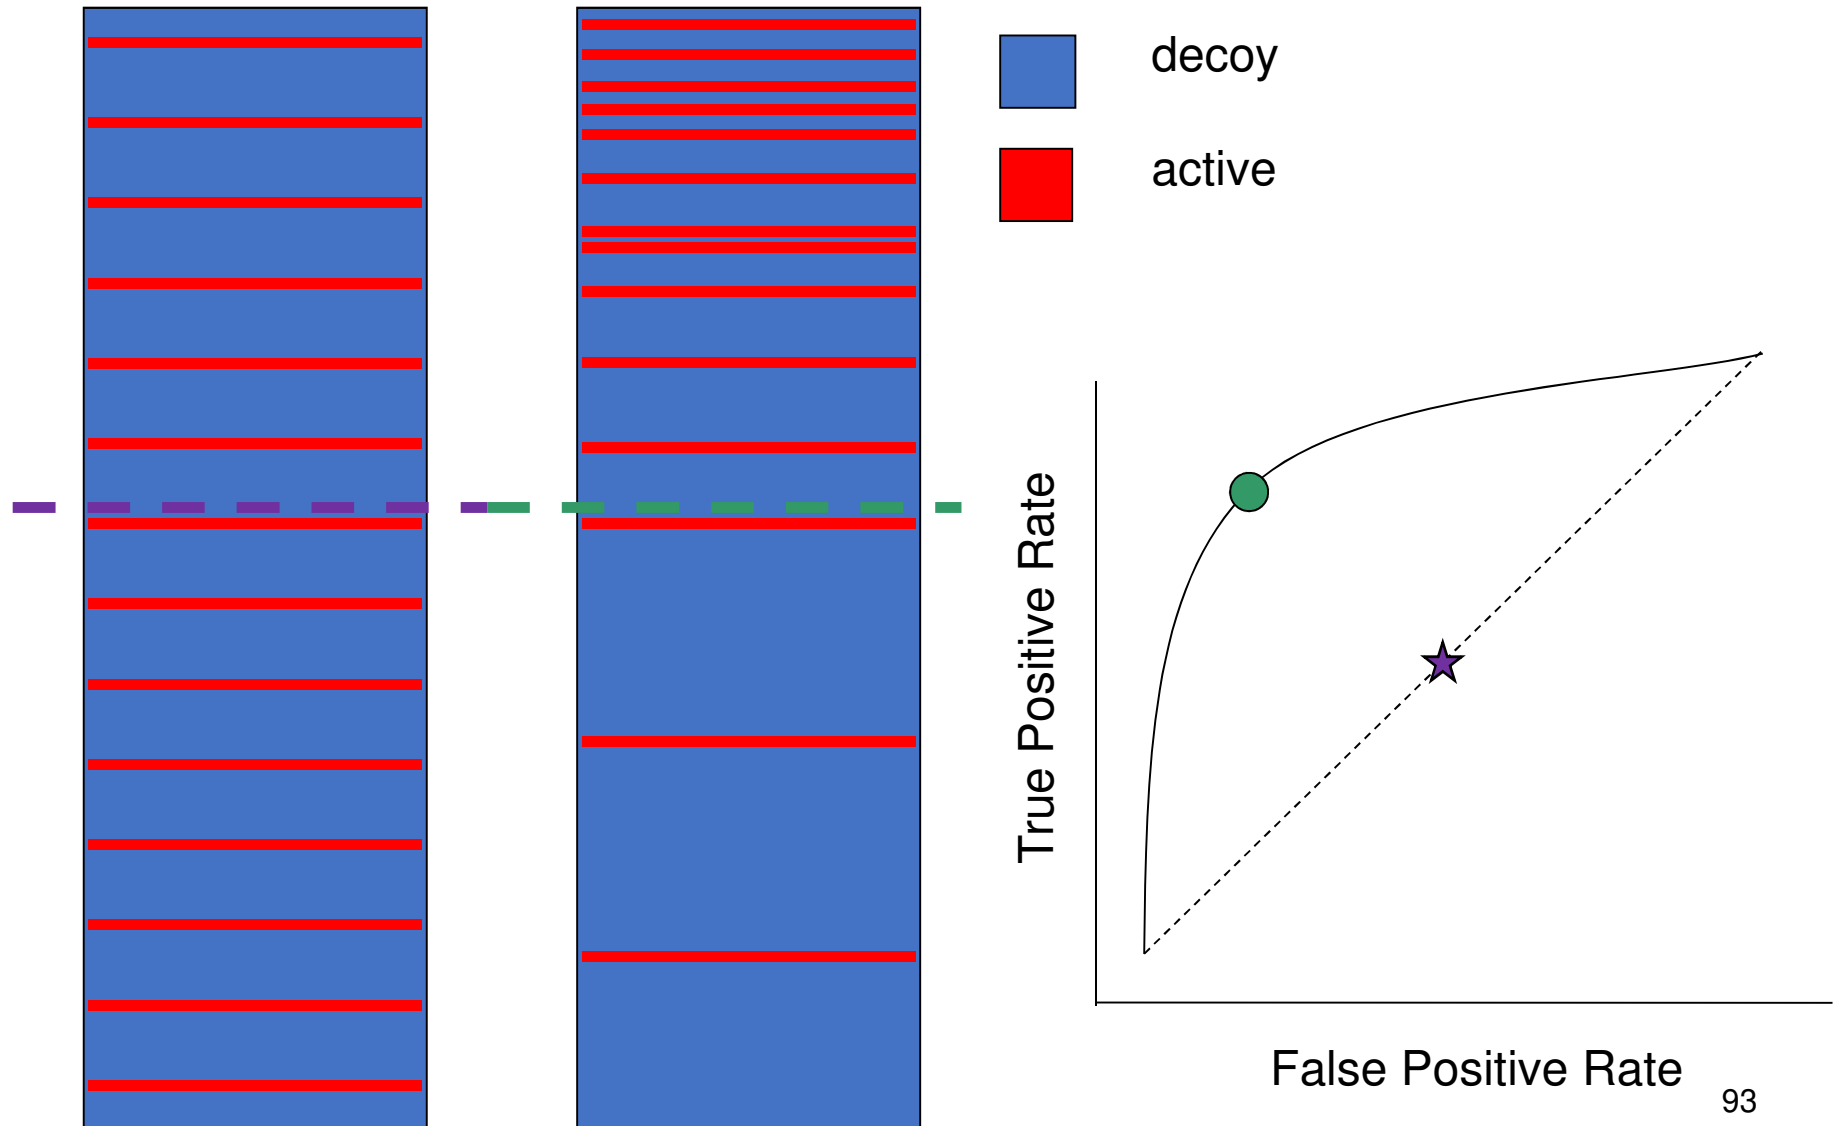 decoy
active
True Positive Rate
False Positive Rate
93